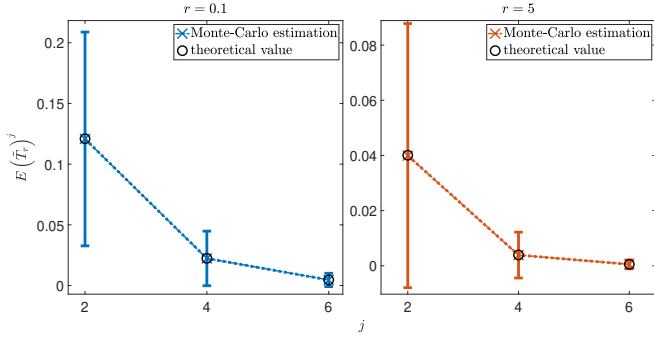 r = 0.1
Monte-Carlo estimation
theoretical value
0.2
0.15
0.1
0.05
0
2 4 6
E (T̄_r)^j
r = 5
Monte-Carlo estimation
theoretical value
0.08
0.06
0.04
0.02
0
2 4 6
j